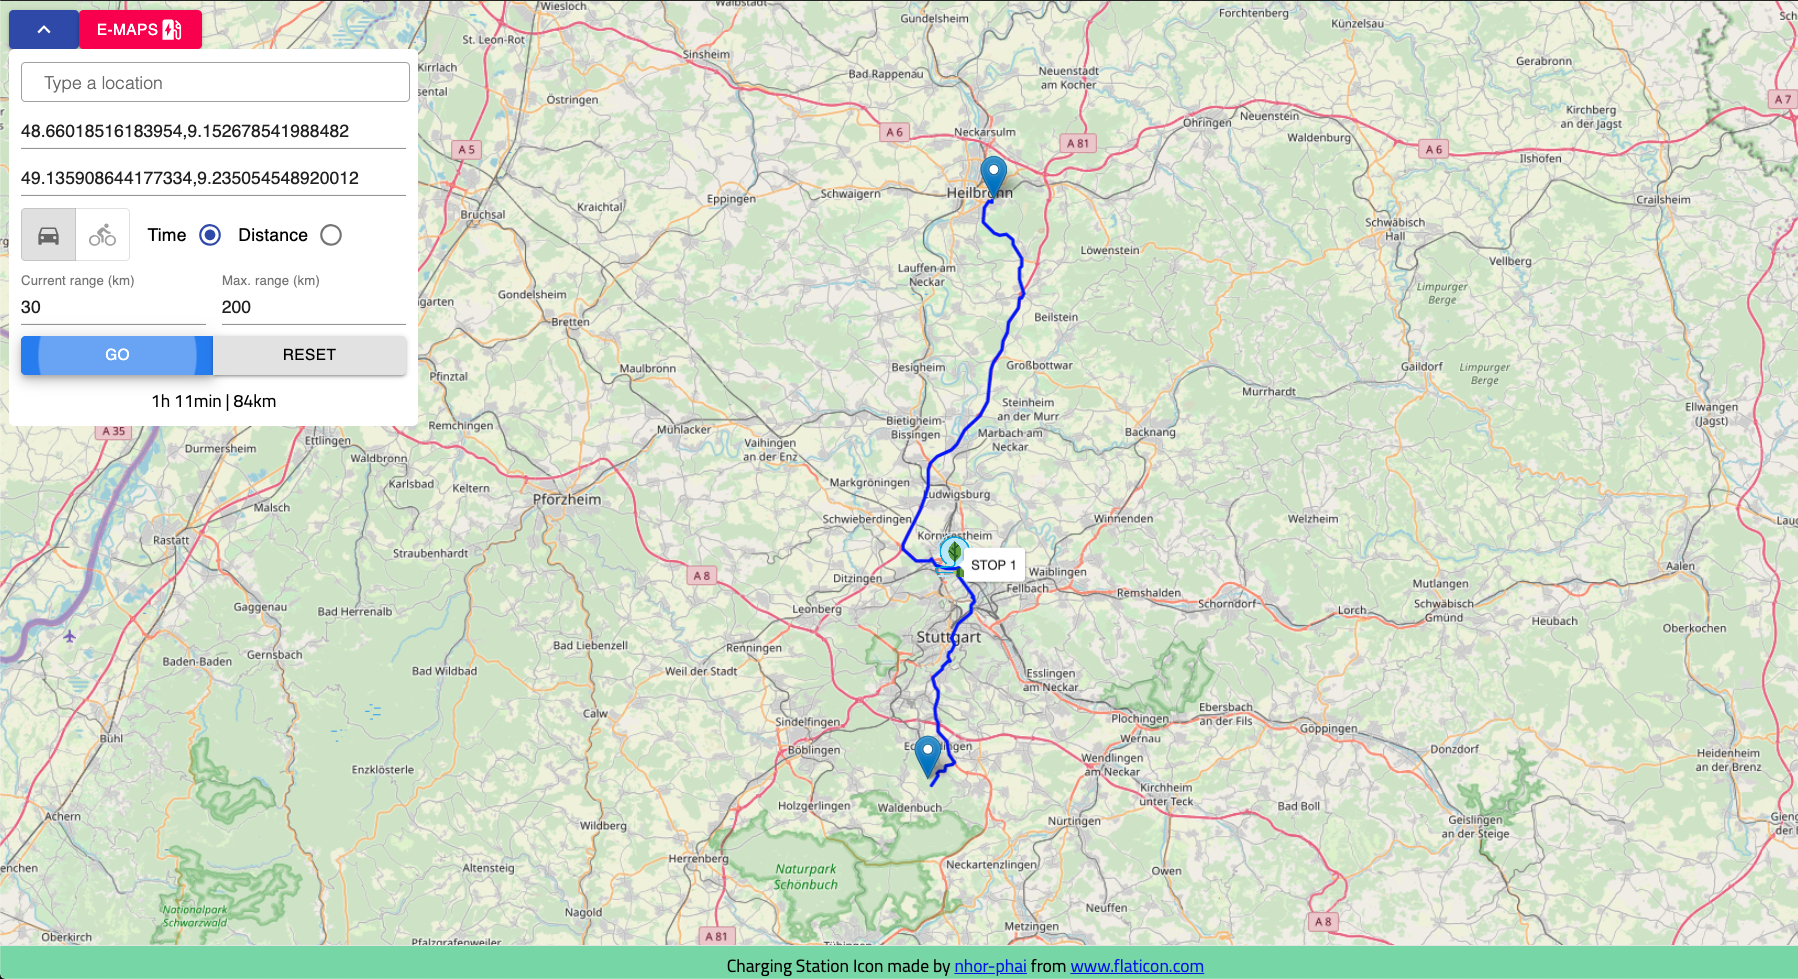 E-MAPS
Type a location
48.66018516183954,9.152678541988482
49.135908644177334,9.235054548920012
Time
Distance
Current range (km)
Max. range (km)
30
200
GO
RESET
1h 11min | 84km
Wiesloch
St. Leon-Rot
Kirrlach
Östringen
Sinsheim
Gundelsheim
Bad Rappenau
Neuenstadt
am Kocher
Forchtenberg
Künzelsau
Gerabronn
A 7
Kirchberg
an der Jagst
Öhringen
Neuenstein
Waldenburg
A 6
Neckarsulm
A 81
A 6
Ilshofen
A 5
Heilbronn
Schwaigern
Eppingen
Kraichtal
Bruchsal
Crailsheim
Schwäbisch
Hall
Vellberg
Löwenstein
Lauffen am
Neckar
Gondelsheim
Limpurger
Berge
Bretten
Beilstein
Maulbronn
Besigheim
Großbottwar
Gaildorf
Limpurger
Berge
Pfinztal
Murrhardt
Steinheim
an der Murr
Ellwangen
(Jagst)
Remchingen
Mühlacker
Bietigheim-
Bissingen
Marbach am
Neckar
Backnang
A 35
Ettlingen
Durmersheim
Vaihingen
an der Enz
Waldbronn
Karlsbad
Keltern
Pforzheim
Markgröningen
Ludwigsburg
Malsch
Schwieberdingen
Winnenden
Welzheim
Rastatt
Kornwestheim
Straubenhardt
STOP 1
Waiblingen
Aalen
A 8
Ditzingen
Fellbach
Remshalden
Mutlangen
Schorndorf
Lorch
Schwäbisch
Gmünd
Heubach
Oberkochen
Gaggenau
Bad Herrenalb
Leonberg
Stuttgart
Bad Liebenzell
Renningen
Gernsbach
Baden-Baden
Bad Wildbad
Weil der Stadt
Esslingen
am Neckar
Calw
Sindelfingen
Plochingen
Ebersbach
an der Fils
Göppingen
Bühl
Böblingen
Wernau
Donzdorf
Heidenheim
an der Brenz
Wendlingen
am Neckar
Enzklösterle
Kirchheim
unter Teck
Bad Boll
Holzgerlingen
Waldenbuch
Achern
Wildberg
Nürtingen
Geislingen
an der Steige
Herrenberg
Altensteig
Naturpark
Schönbuch
Neckartenzlingen
Owen
Nationalpark
Schwarzwald
Nagold
Neuffen
A 8
Oberkirch
Pfalzgrafenweiler
A 81
Tübingen
Metzingen
Charging Station Icon made by nhor-phai from www.flaticon.com